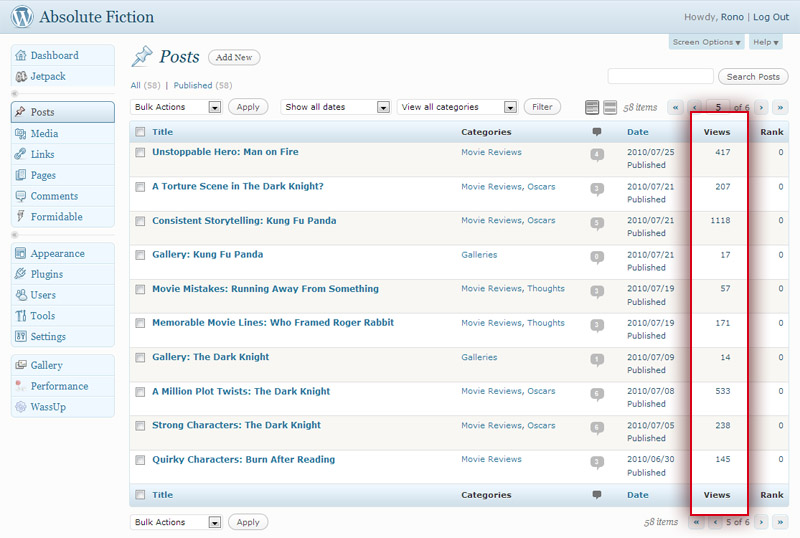 Absolute Fiction
Howdy, Rono | Log Out
Screen Options Help
Dashboard
Jetpack
Posts
Media
Links
Pages
Comments
Formidable
Appearance
Plugins
Users
Tools
Settings
Gallery
Performance
WassUp
Posts Add New
All (58) | Published (58)
Search Posts
Bulk Actions Apply Show all dates View all categories Filter 58 items « ‹ 5 of 6 › »
Title Categories Date Views Rank
Unstoppable Hero: Man on Fire Movie Reviews 4 2010/07/25 417 0
Published
A Torture Scene in The Dark Knight? Movie Reviews, Oscars 3 2010/07/21 207 0
Published
Consistent Storytelling: Kung Fu Panda Movie Reviews, Oscars 5 2010/07/21 1118 0
Published
Gallery: Kung Fu Panda Galleries 0 2010/07/21 17 0
Published
Movie Mistakes: Running Away From Something Movie Reviews, Thoughts 3 2010/07/19 57 0
Published
Memorable Movie Lines: Who Framed Roger Rabbit Movie Reviews, Thoughts 3 2010/07/19 171 0
Published
Gallery: The Dark Knight Galleries 1 2010/07/09 14 0
Published
A Million Plot Twists: The Dark Knight Movie Reviews, Oscars 6 2010/07/08 533 0
Published
Strong Characters: The Dark Knight Movie Reviews, Oscars 6 2010/07/05 238 0
Published
Quirky Characters: Burn After Reading Movie Reviews 3 2010/06/30 145 0
Published
Title Categories Date Views Rank
Bulk Actions Apply 58 items « ‹ 5 of 6 › »